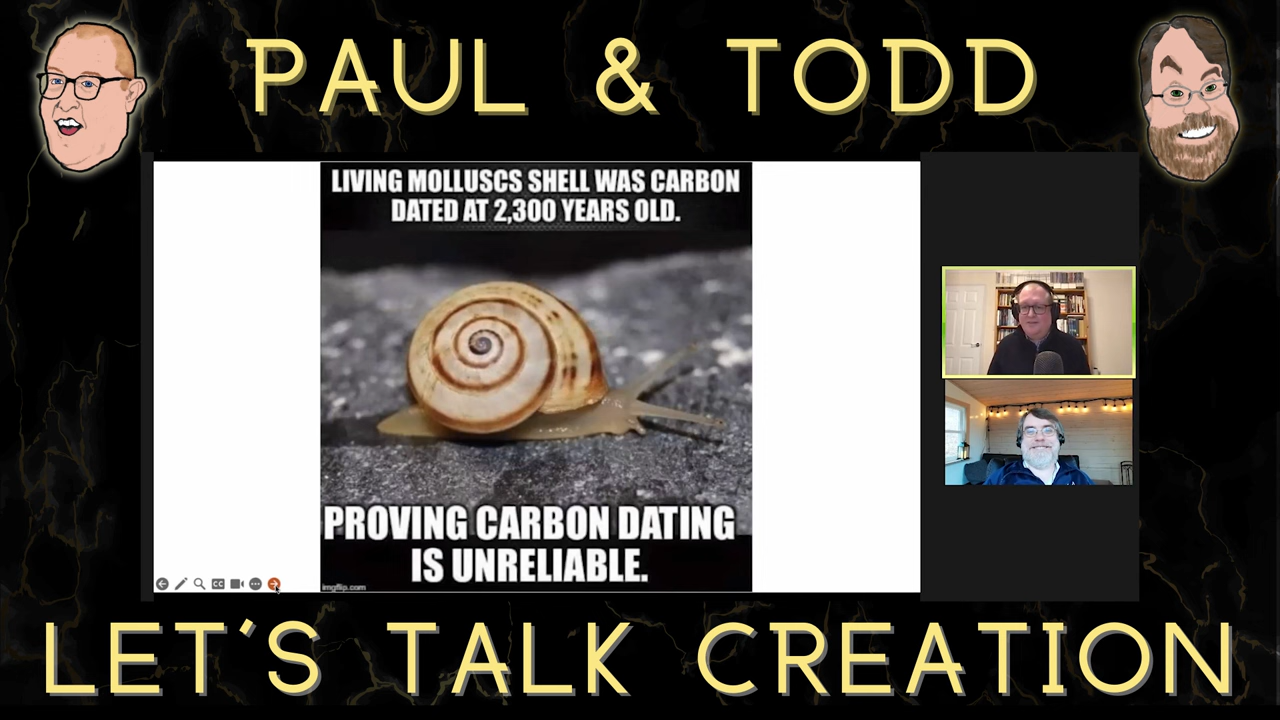 PAUL & TODD
LIVING MOLLUSCS SHELL WAS CARBON
DATED AT 2,300 YEARS OLD.
PROVING CARBON DATING
IS UNRELIABLE.
imgflip.com
CC
LET'S TALK CREATION